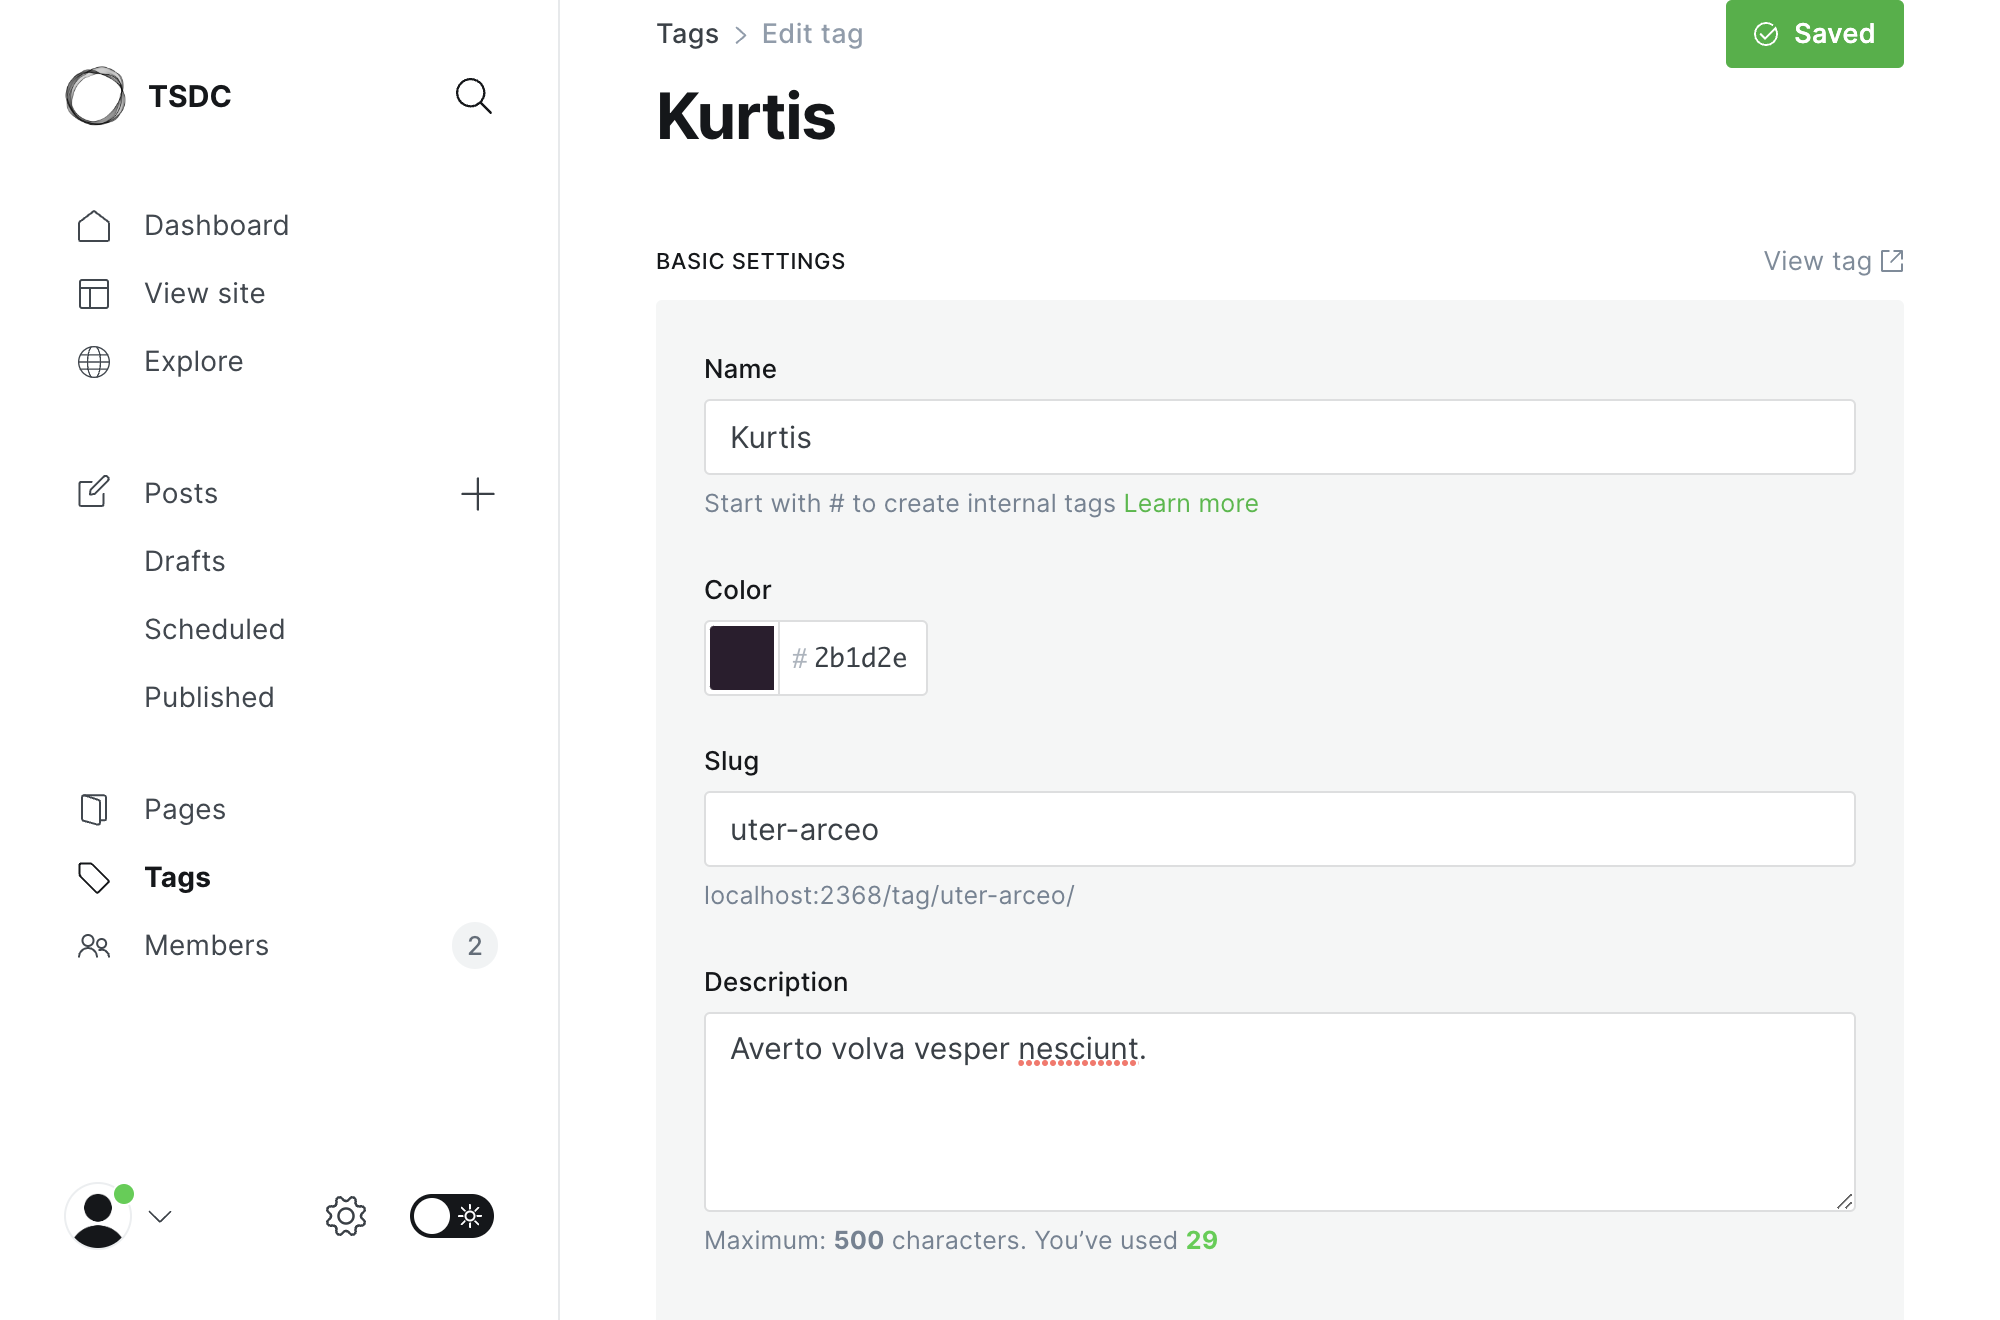 TSDC
Dashboard
View site
Explore
Posts
Drafts
Scheduled
Published
Pages
Tags
Members 2
Tags > Edit tag
Saved
Kurtis
BASIC SETTINGS
View tag
Name
Kurtis
Start with # to create internal tags Learn more
Color
# 2b1d2e
Slug
uter-arceo
localhost:2368/tag/uter-arceo/
Description
Averto volva vesper nesciunt.
Maximum: 500 characters. You’ve used 29